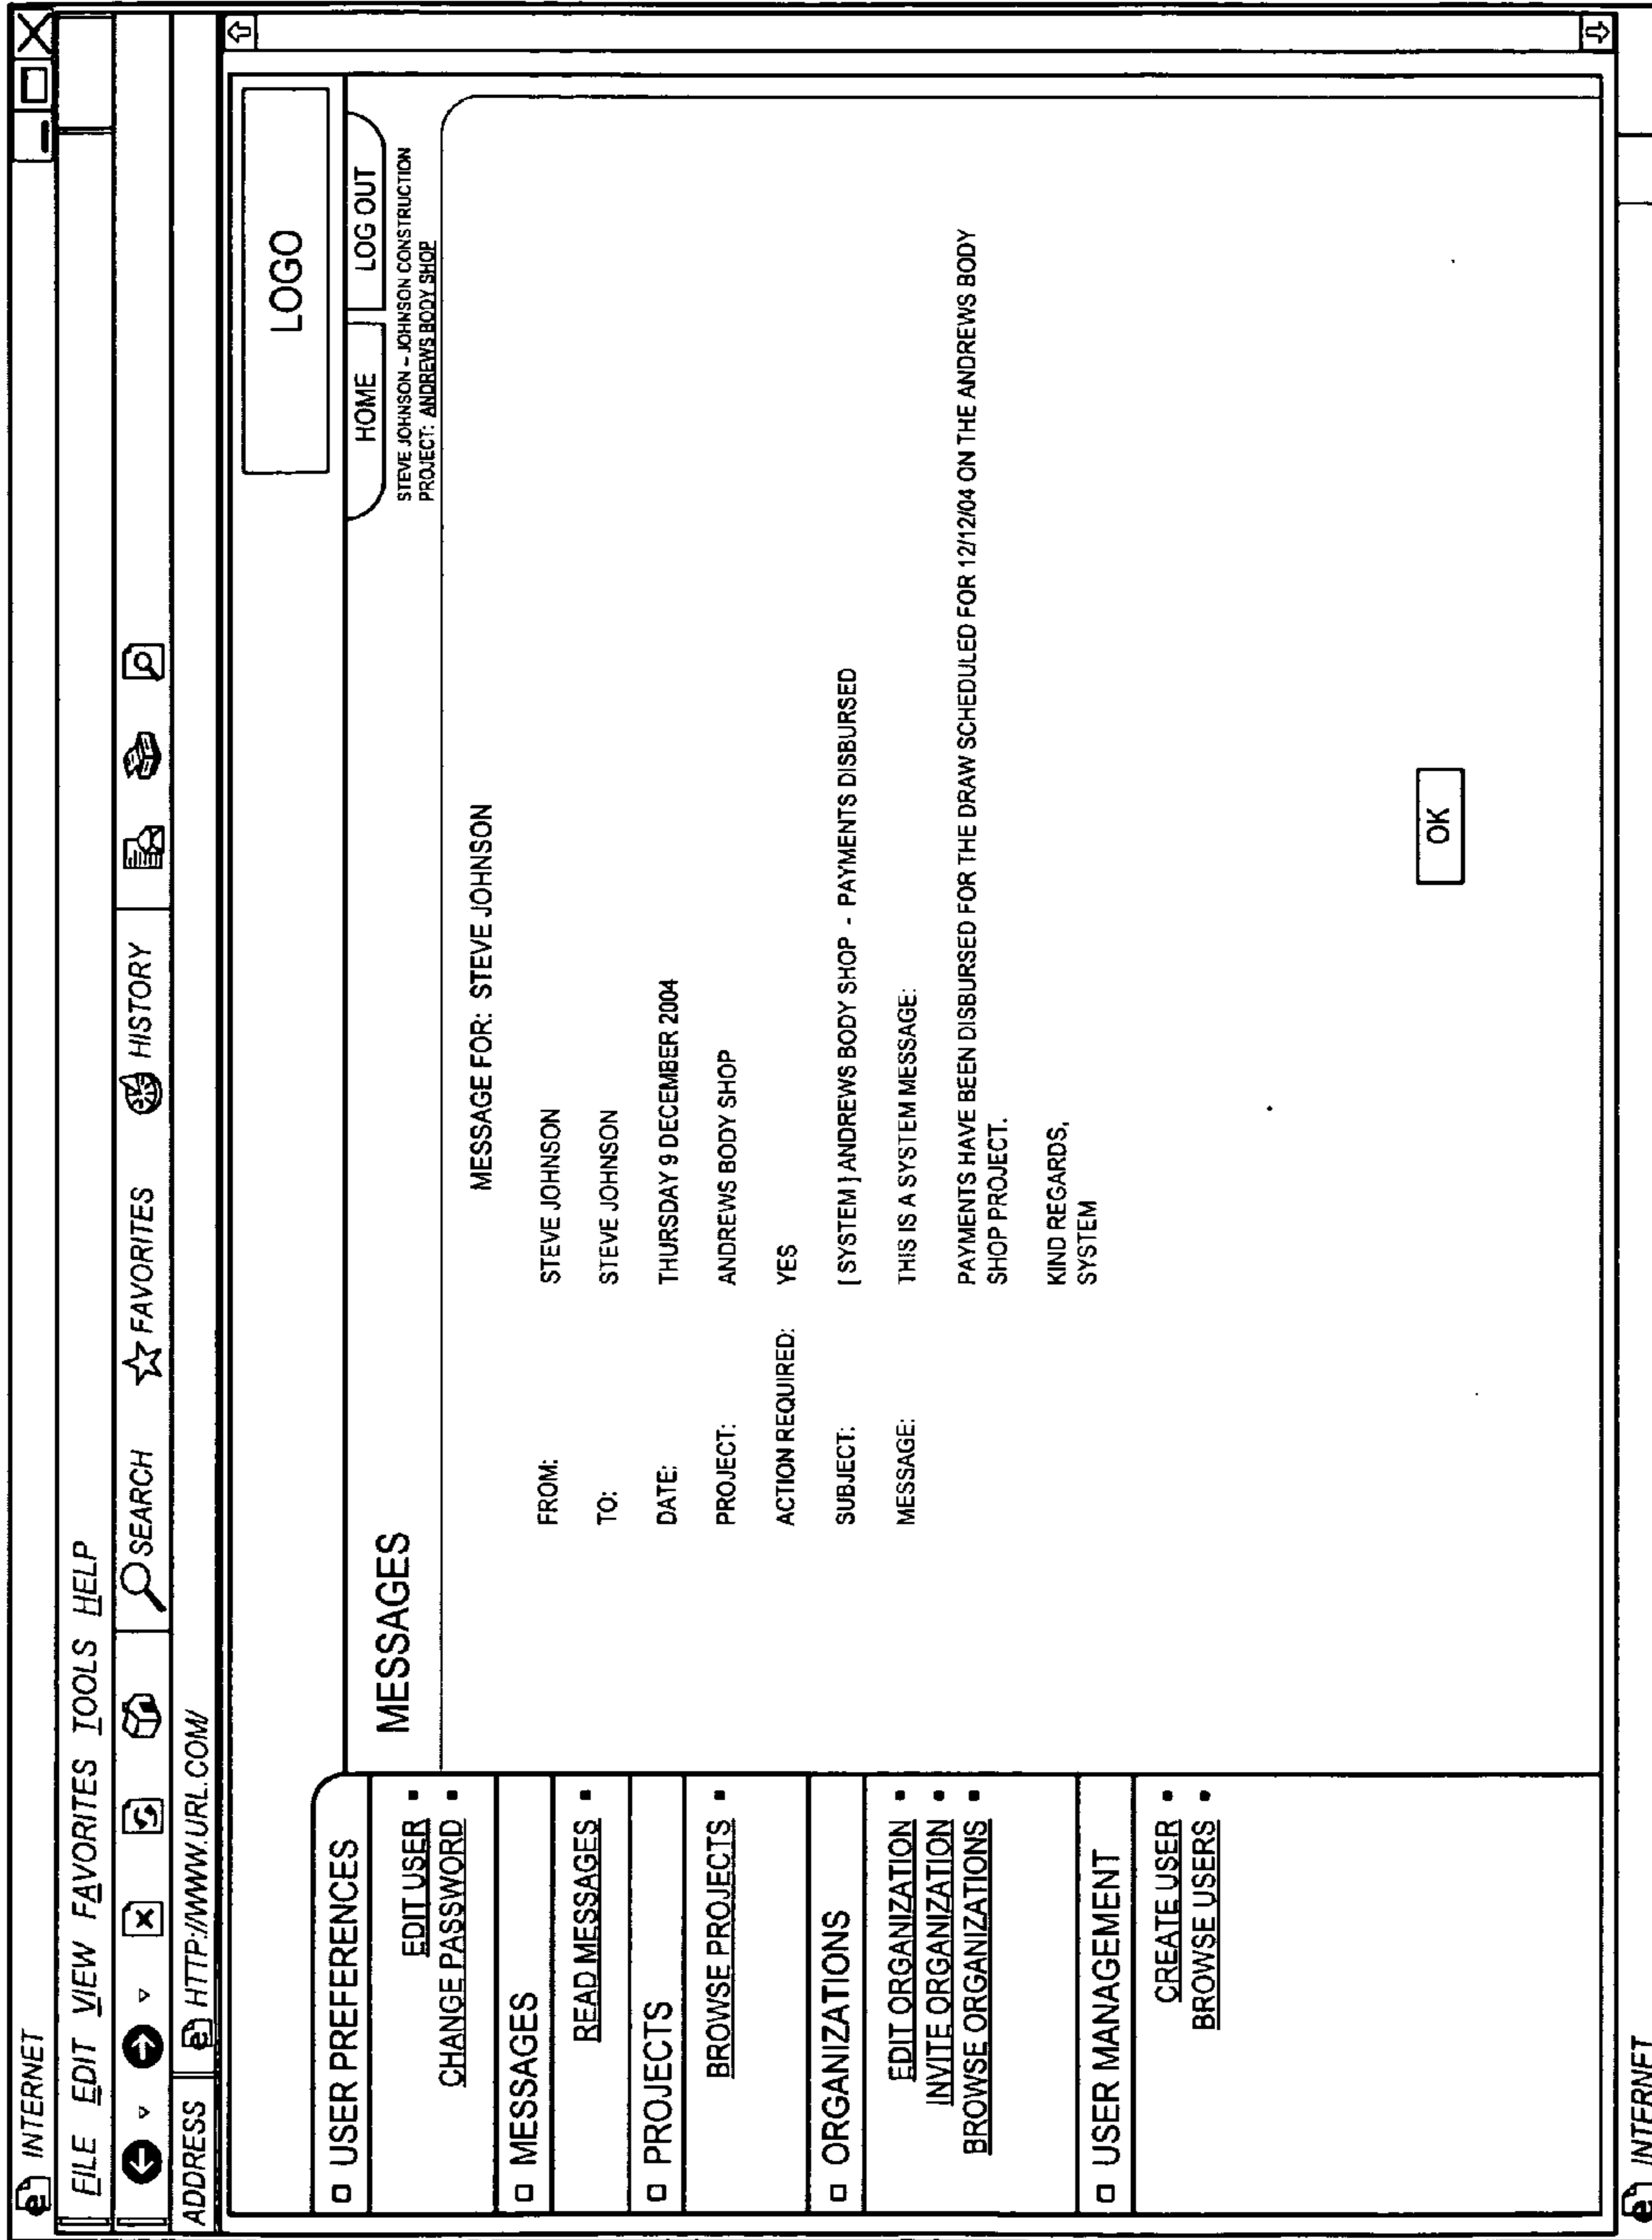 INTERNET
FILE EDIT VIEW FAVORITES TOOLS HELP
SEARCH FAVORITES HISTORY
ADDRESS HTTP://WWW.URL.COM/
LOGO
HOME LOG OUT
STEVE JOHNSON – JOHNSON CONSTRUCTION
PROJECT: ANDREWS BODY SHOP
USER PREFERENCES
EDIT USER
CHANGE PASSWORD
MESSAGES
READ MESSAGES
PROJECTS
BROWSE PROJECTS
ORGANIZATIONS
EDIT ORGANIZATION
INVITE ORGANIZATION
BROWSE ORGANIZATIONS
USER MANAGEMENT
CREATE USER
BROWSE USERS
MESSAGES
MESSAGE FOR: STEVE JOHNSON
FROM: STEVE JOHNSON
TO: STEVE JOHNSON
DATE: THURSDAY 9 DECEMBER 2004
PROJECT: ANDREWS BODY SHOP
ACTION REQUIRED: YES
SUBJECT: [SYSTEM] ANDREWS BODY SHOP - PAYMENTS DISBURSED
MESSAGE: THIS IS A SYSTEM MESSAGE:
PAYMENTS HAVE BEEN DISBURSED FOR THE DRAW SCHEDULED FOR 12/12/04 ON THE ANDREWS BODY
SHOP PROJECT.
KIND REGARDS,
SYSTEM
OK
INTERNET